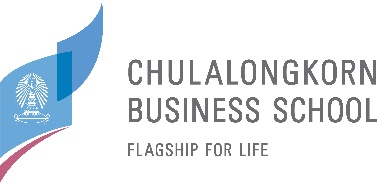 CHULALONGKORN
BUSINESS SCHOOL
FLAGSHIP FOR LIFE